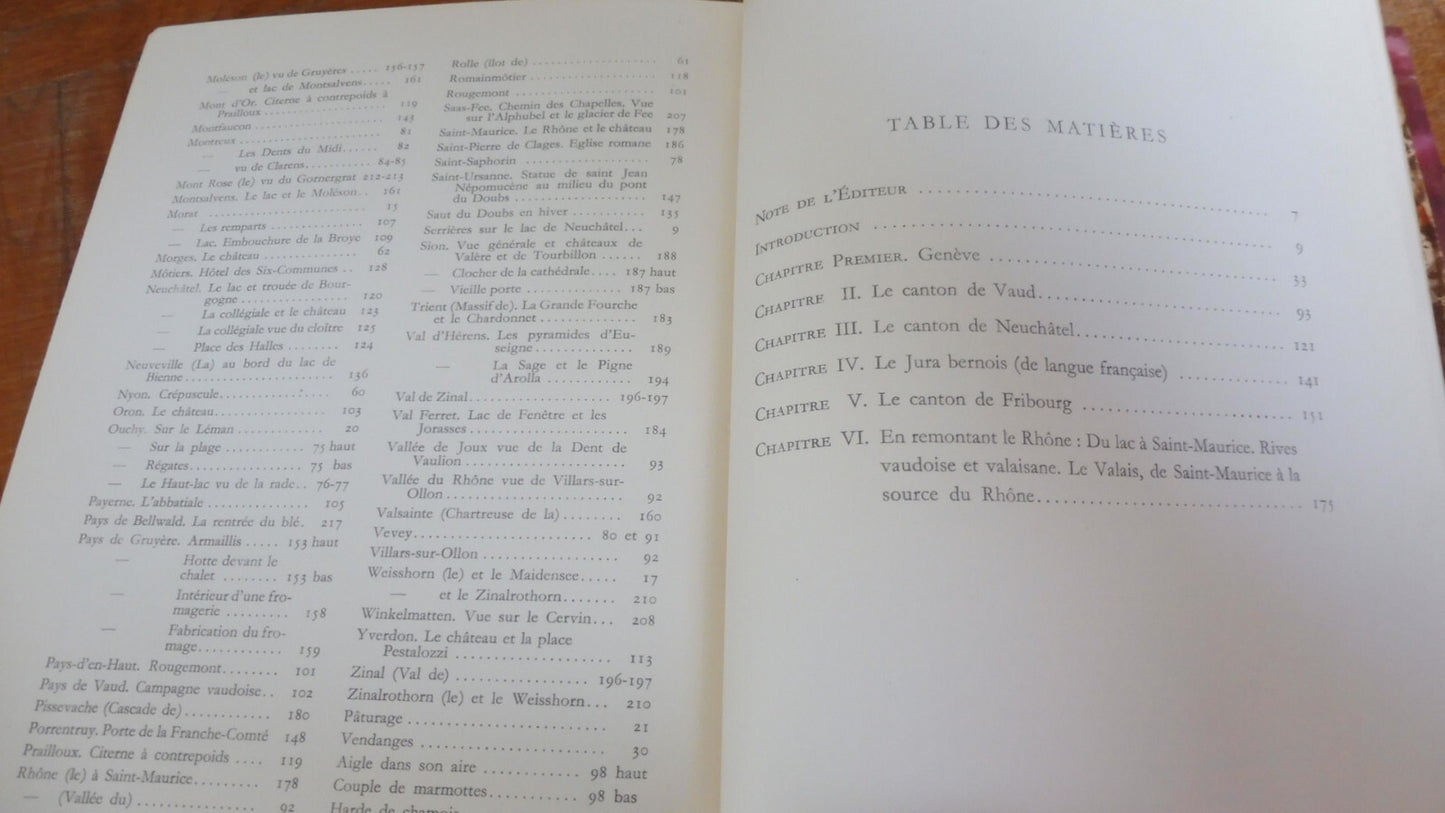 Moléson (le) vu de Gruyères ..... 156-157
— et lac de Montsalvens..... 161
Mont d'Or. Citerne à contrepoids à
Prailloux .................. 119
Montfaucon .................. 143
Montreux .................. 81
— Les Dents du Midi...... 82
— vu de Clarens............ 84-85
Mont Rose (le) vu du Gornergrat 212-213
Montsalvens. Le lac et le Moléson.. 161
Morat .................. 15
— Les remparts ............... 107
— Lac. Embouchure de la Broye 109
Morges. Le château ............... 62
Môtiers. Hôtel des Six-Communes .. 128
Neuchâtel. Le lac et trouée de Bour-
gogne .................. 120
— La collégiale et le château 123
— La collégiale vue du cloître 125
— Place des Halles ........ 124
Neuveville (La) au bord du lac de
Bienne.................. 136
Nyon. Crépuscule.................. 60
Oron. Le château.................. 103
Ouchy. Sur le Léman ............... 20
— Sur la plage ......... 75 haut
— Régates............... 75 bas
— Le Haut-lac vu de la rade.. 76-77
Payerne. L'abbatiale ............ 105
Pays de Bellwald. La rentrée du blé. 217
Pays de Gruyère. Armaillis ..... 153 haut
— Hotte devant le
chalet ........ 153 bas
— Intérieur d'une fro-
magerie ......... 158
— Fabrication du fro-
mage............ 159
Pays-d'en-Haut. Rougemont........ 101
Pays de Vaud. Campagne vaudoise.. 102
Pissevache (Cascade de)............ 180
Porrentruy. Porte de la Franche-Comté 148
Prailloux. Citerne à contrepoids .... 119
Rhône (le) à Saint-Maurice......... 178
— (Vallée du) ............... 92
Rolle (Ilot de) .................. 61
Romainmôtier .................. 118
Rougemont .................. 101
Saas-Fee. Chemin des Chapelles. Vue
sur l'Alphubel et le glacier de Fee 207
Saint-Maurice. Le Rhône et le château 178
Saint-Pierre de Clages. Eglise romane 186
Saint-Saphorin .................. 78
Saint-Ursanne. Statue de saint Jean
Népomucène au milieu du pont
du Doubs .................. 147
Saut du Doubs en hiver ............ 135
Serrières sur le lac de Neuchâtel... 9
Sion. Vue générale et châteaux de
Valère et de Tourbillon ........ 188
— Clocher de la cathédrale.... 187 haut
— Vieille porte ............ 187 bas
Trient (Massif de). La Grande Fourche
et le Chardonnet ............... 183
Val d'Hérens. Les pyramides d'Eu-
seigne ............... 189
— La Sage et le Pigne
d'Arolla ............ 194
Val de Zinal.................. 196-197
Val Ferret. Lac de Fenêtre et les
Jorasses .................. 184
Vallée de Joux vue de la Dent de
Vaulion .................. 93
Vallée du Rhône vue de Villars-sur-
Ollon .................. 92
Valsainte (Chartreuse de la)........ 160
Vevey .................. 80 et 91
Villars-sur-Ollon .................. 92
Weisshorn (le) et le Maidensee..... 17
— et le Zinalrothorn....... 210
Winkelmatten. Vue sur le Cervin... 208
Yverdon. Le château et la place
Pestalozzi .................. 113
Zinal (Val de) .................. 196-197
Zinalrothorn (le) et le Weisshorn... 210
Pâturage .................. 21
Vendanges .................. 30
Aigle dans son aire ............ 98 haut
Couple de marmottes............ 98 bas
Harde de chamois
TABLE DES MATIÈRES
NOTE DE L'ÉDITEUR .................. 7
INTRODUCTION .................. 9
CHAPITRE PREMIER. Genève .................. 33
CHAPITRE II. Le canton de Vaud.................. 93
CHAPITRE III. Le canton de Neuchâtel.................. 121
CHAPITRE IV. Le Jura bernois (de langue française) ............ 141
CHAPITRE V. Le canton de Fribourg .................. 151
CHAPITRE VI. En remontant le Rhône : Du lac à Saint-Maurice. Rives
vaudoise et valaisane. Le Valais, de Saint-Maurice à la
source du Rhône.................. 175